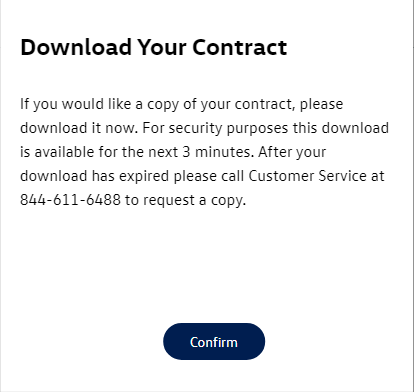 Download Your Contract
If you would like a copy of your contract, please
download it now. For security purposes this download
is available for the next 3 minutes. After your
download has expired please call Customer Service at
844-611-6488 to request a copy.
Confirm